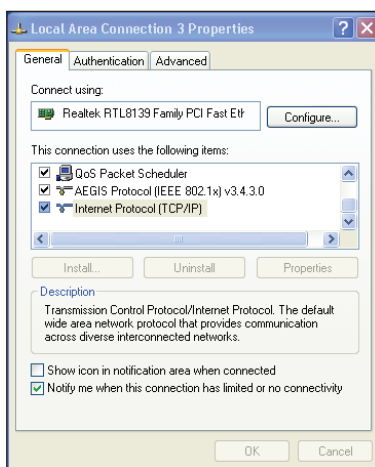 Local Area Connection 3 Properties
General Authentication Advanced
Connect using:
Realtek RTL8139 Family PCI Fast Eth
Configure...
This connection uses the following items:
QoS Packet Scheduler
AEGIS Protocol (IEEE 802.1x) v3.4.3.0
Internet Protocol (TCP/IP)
Install... Uninstall Properties
Description
Transmission Control Protocol/Internet Protocol. The default
wide area network protocol that provides communication
across diverse interconnected networks.
Show icon in notification area when connected
Notify me when this connection has limited or no connectivity
OK Cancel